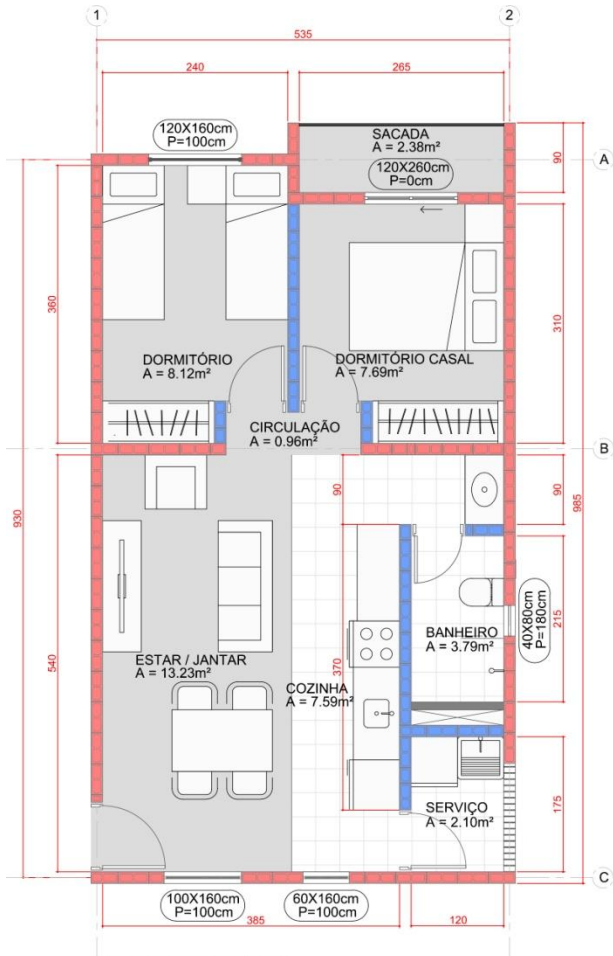 1
2
535
240
265
120X160cm
P=100cm
SACADA
A = 2.38m²
90
A
120X260cm
P=0cm
360
310
DORMITÓRIO
A = 8.12m²
DORMITÓRIO CASAL
A = 7.69m²
CIRCULAÇÃO
A = 0.96m²
B
90
90
930
985
540
370
215
40X80cm
P=180cm
BANHEIRO
A = 3.79m²
ESTAR / JANTAR
A = 13.23m²
COZINHA
A = 7.59m²
SERVIÇO
A = 2.10m²
175
C
100X160cm
P=100cm
60X160cm
P=100cm
385
120